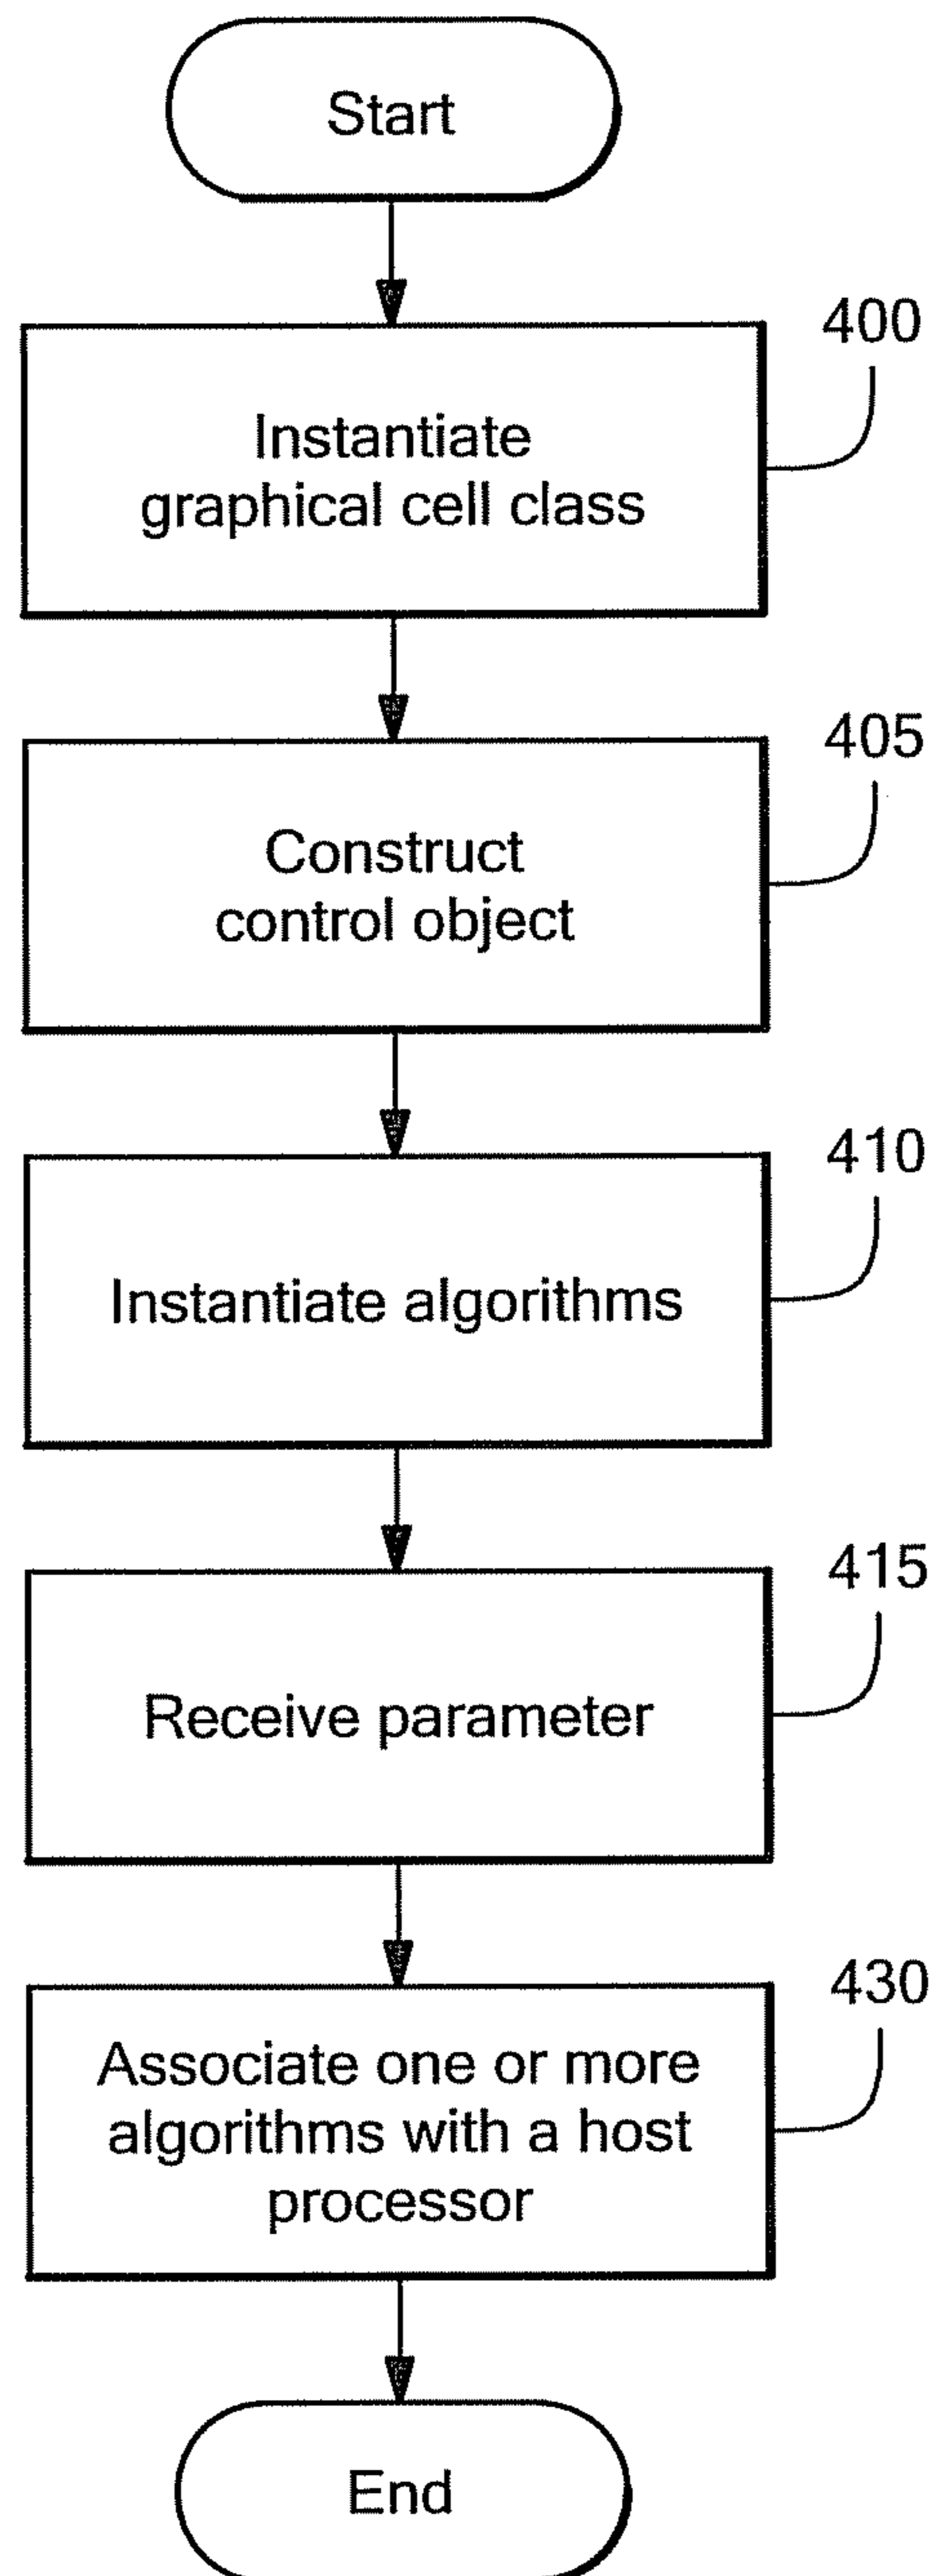 Start
400
Instantiate
graphical cell class
405
Construct
control object
410
Instantiate algorithms
415
Receive parameter
430
Associate one or more
algorithms with a host
processor
End